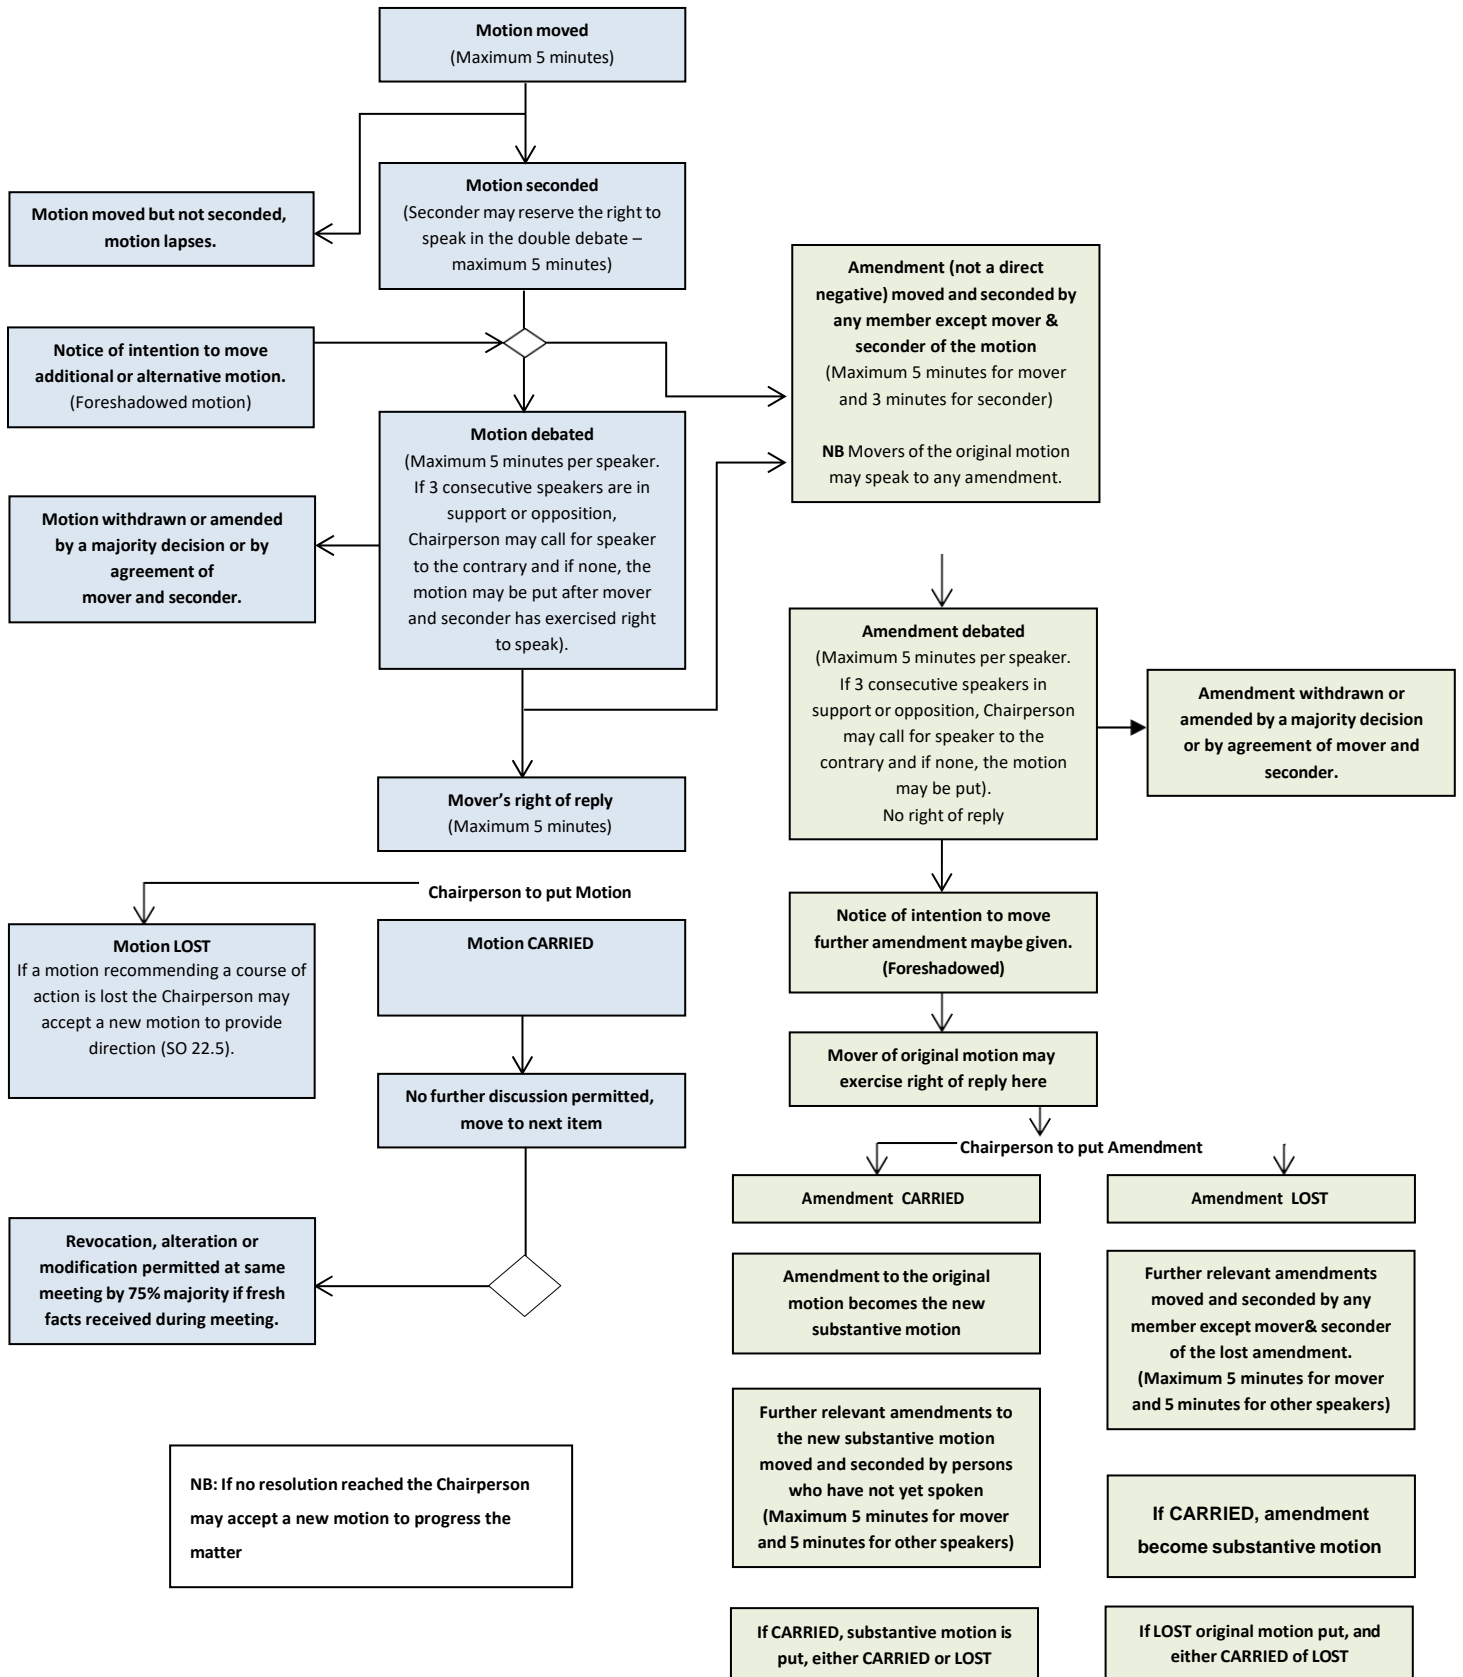 Motion moved
(Maximum 5 minutes)
Motion seconded
(Seconder may reserve the right to
speak in the double debate –
maximum 5 minutes)
Motion moved but not seconded,
motion lapses.
Notice of intention to move
additional or alternative motion.
(Foreshadowed motion)
Motion debated
(Maximum 5 minutes per speaker.
If 3 consecutive speakers are in
support or opposition,
Chairperson may call for speaker
to the contrary and if none, the
motion may be put after mover
and seconder has exercised right
to speak).
Motion withdrawn or amended
by a majority decision or by
agreement of
mover and seconder.
Mover’s right of reply
(Maximum 5 minutes)
Chairperson to put Motion
Motion LOST
If a motion recommending a course of
action is lost the Chairperson may
accept a new motion to provide
direction (SO 22.5).
Motion CARRIED
No further discussion permitted,
move to next item
Revocation, alteration or
modification permitted at same
meeting by 75% majority if fresh
facts received during meeting.
NB: If no resolution reached the Chairperson
may accept a new motion to progress the
matter
Amendment (not a direct
negative) moved and seconded by
any member except mover &
seconder of the motion
(Maximum 5 minutes for mover
and 3 minutes for seconder)
NB Movers of the original motion
may speak to any amendment.
Amendment debated
(Maximum 5 minutes per speaker.
If 3 consecutive speakers in
support or opposition, Chairperson
may call for speaker to the
contrary and if none, the motion
may be put).
No right of reply
Amendment withdrawn or
amended by a majority decision
or by agreement of mover and
seconder.
Notice of intention to move
further amendment maybe given.
(Foreshadowed)
Mover of original motion may
exercise right of reply here
Chairperson to put Amendment
Amendment CARRIED
Amendment to the original
motion becomes the new
substantive motion
Further relevant amendments to
the new substantive motion
moved and seconded by persons
who have not yet spoken
(Maximum 5 minutes for mover
and 5 minutes for other speakers)
If CARRIED, substantive motion is
put, either CARRIED or LOST
Amendment LOST
Further relevant amendments
moved and seconded by any
member except mover& seconder
of the lost amendment.
(Maximum 5 minutes for mover
and 5 minutes for other speakers)
If CARRIED, amendment
become substantive motion
If LOST original motion put, and
either CARRIED of LOST